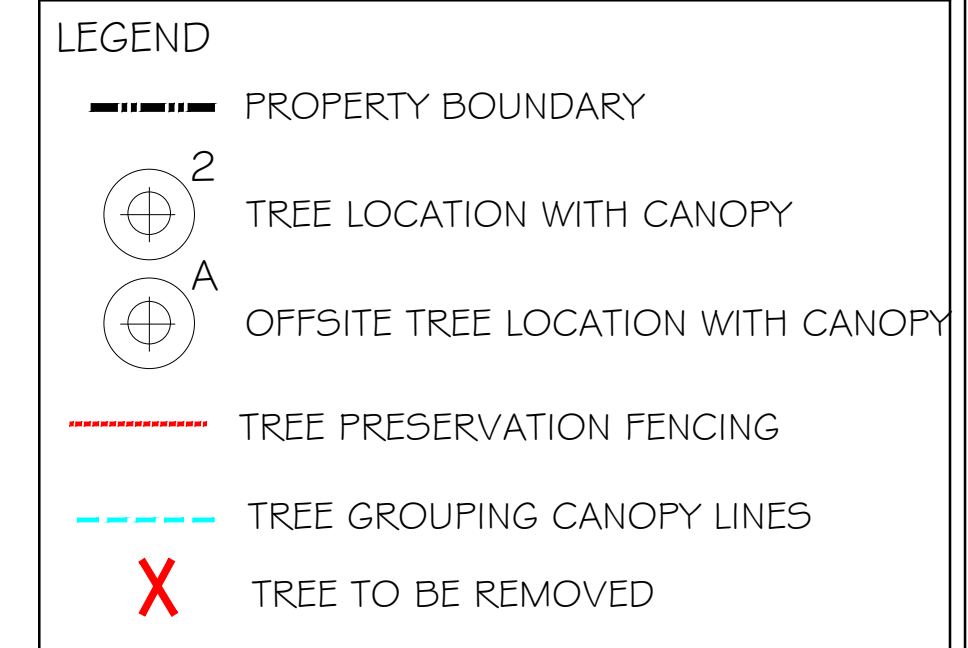 LEGEND
PROPERTY BOUNDARY
2
TREE LOCATION WITH CANOPY
A
OFFSITE TREE LOCATION WITH CANOPY
TREE PRESERVATION FENCING
TREE GROUPING CANOPY LINES
X TREE TO BE REMOVED